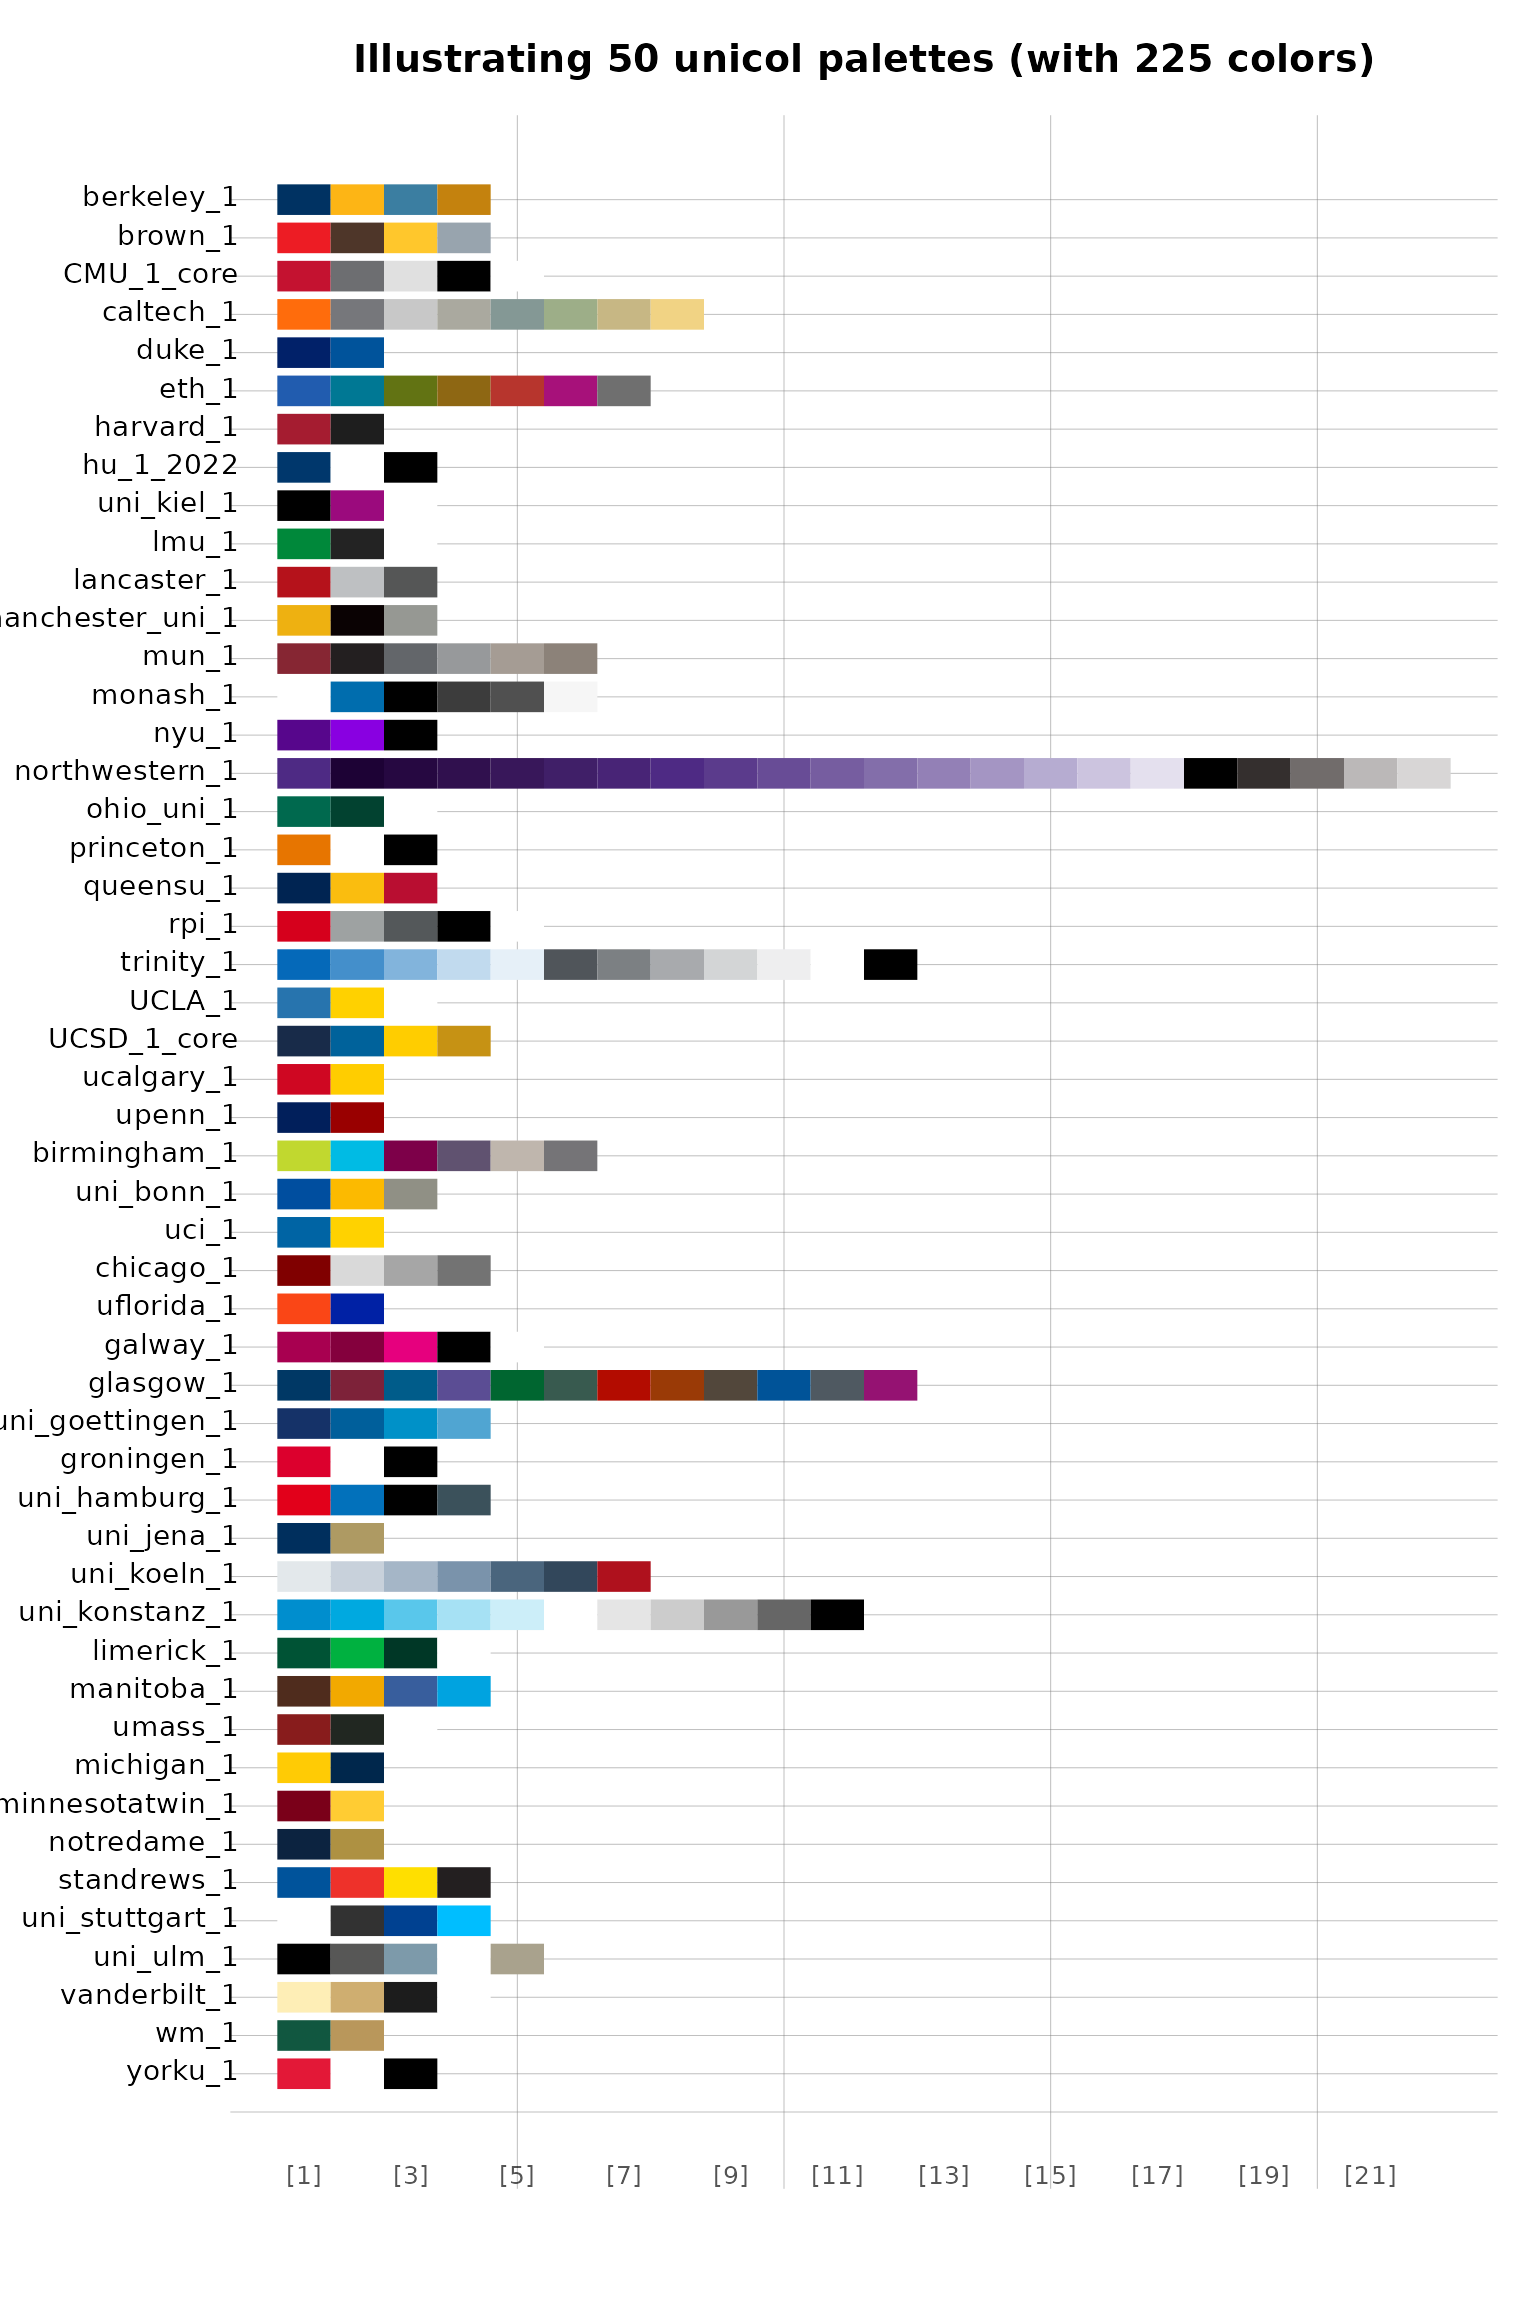 Illustrating 50 unicol palettes (with 225 colors)
berkeley_1
brown_1
CMU_1_core
caltech_1
duke_1
eth_1
harvard_1
hu_1_2022
uni_kiel_1
lmu_1
lancaster_1
anchester_uni_1
mun_1
monash_1
nyu_1
northwestern_1
ohio_uni_1
princeton_1
queensu_1
rpi_1
trinity_1
UCLA_1
UCSD_1_core
ucalgary_1
upenn_1
birmingham_1
uni_bonn_1
uci_1
chicago_1
uflorida_1
galway_1
glasgow_1
uni_goettingen_1
groningen_1
uni_hamburg_1
uni_jena_1
uni_koeln_1
uni_konstanz_1
limerick_1
manitoba_1
umass_1
michigan_1
minnesotatwin_1
notredame_1
standrews_1
uni_stuttgart_1
uni_ulm_1
vanderbilt_1
wm_1
yorku_1
[1] [3] [5] [7] [9] [11] [13] [15] [17] [19] [21]